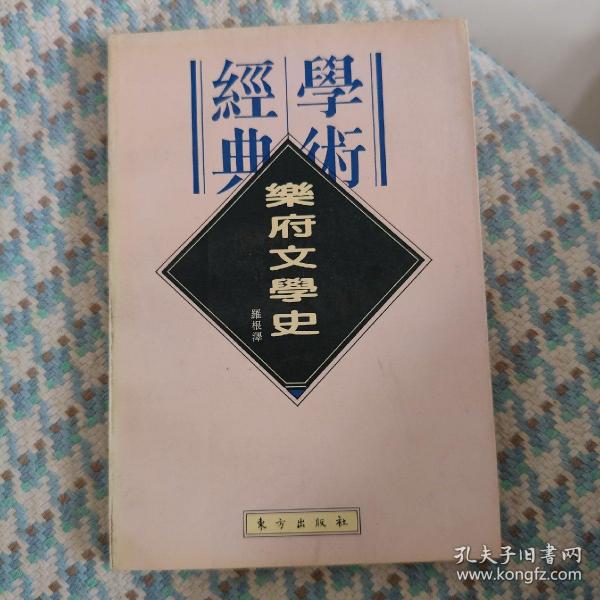 學術
經典
樂府文學史
羅根澤
東方出版社
孔夫子旧书网
www.kongfz.com